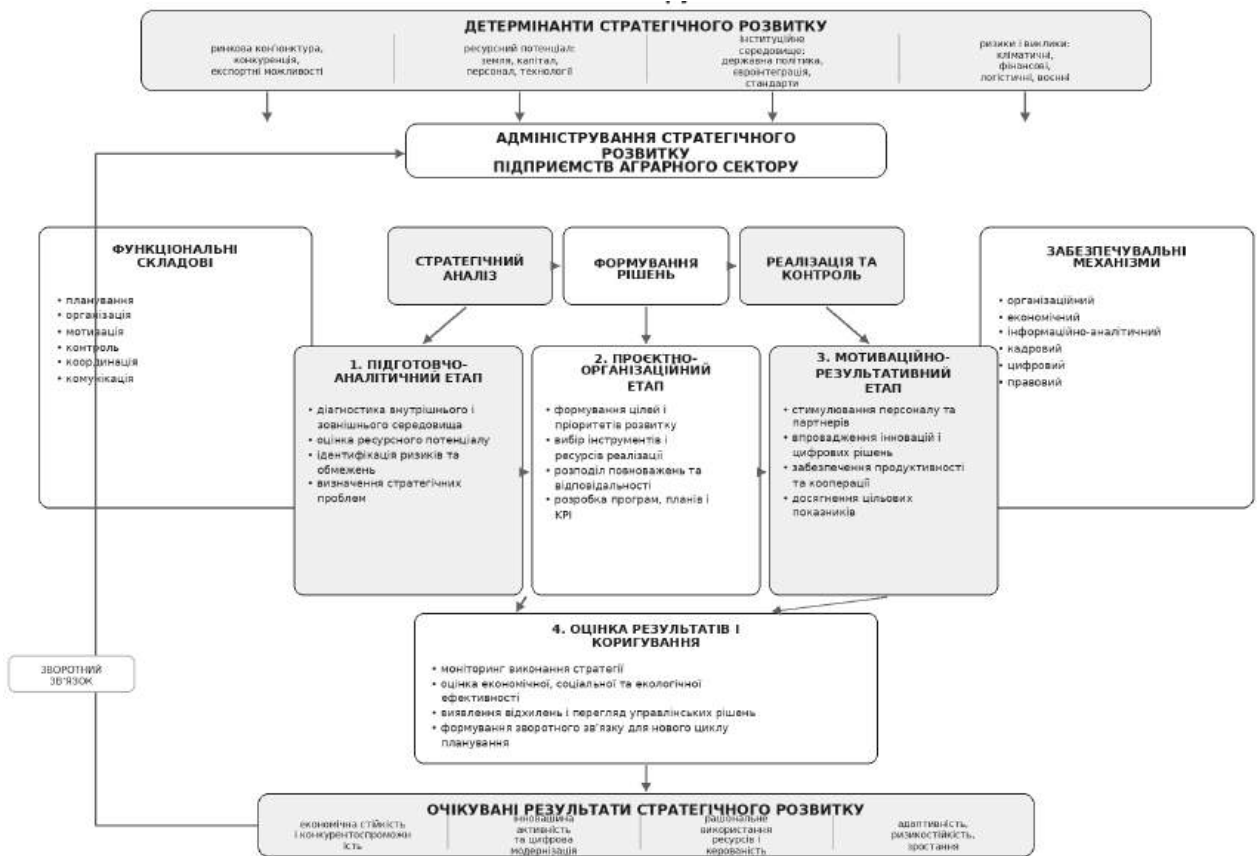 ДЕТЕРМІНАНТИ СТРАТЕГІЧНОГО РОЗВИТКУ
ринкова кон'юнктура,
конкуренція,
експортні можливості
ресурсний потенціал:
земля, капітал,
персонал, технології
інституційне
середовище:
державна політика,
євроінтеграція,
стандарти
ризики і виклики:
кліматичні,
фінансові,
логістичні, воєнні
АДМІНІСТРУВАННЯ СТРАТЕГІЧНОГО
РОЗВИТКУ
ПІДПРИЄМСТВ АГРАРНОГО СЕКТОРУ
ФУНКЦІОНАЛЬНІ
СКЛАДОВІ
• планування
• організація
• мотивація
• контроль
• координація
• комунікація
СТРАТЕГІЧНИЙ
АНАЛІЗ
ФОРМУВАННЯ
РІШЕНЬ
РЕАЛІЗАЦІЯ ТА
КОНТРОЛЬ
ЗАБЕЗПЕЧУВАЛЬНІ
МЕХАНІЗМИ
• організаційний
• економічний
• інформаційно-аналітичний
• кадровий
• цифровий
• правовий
1. ПІДГОТОВЧО-
АНАЛІТИЧНИЙ ЕТАП
• діагностика внутрішнього і
зовнішнього середовища
• оцінка ресурсного потенціалу
• ідентифікація ризиків та
обмежень
• визначення стратегічних
проблем
2. ПРОЄКТНО-
ОРГАНІЗАЦІЙНИЙ
ЕТАП
• формування цілей і
пріоритетів розвитку
• вибір інструментів і
ресурсів реалізації
• розподіл повноважень та
відповідальності
• розробка програм, планів і
KPI
3. МОТИВАЦІЙНО-
РЕЗУЛЬТАТИВНИЙ
ЕТАП
• стимулювання персоналу та
партнерів
• впровадження інновацій і
цифрових рішень
• забезпечення продуктивності
та кооперації
• досягнення цільових
показників
4. ОЦІНКА РЕЗУЛЬТАТІВ І
КОРИГУВАННЯ
• моніторинг виконання стратегії
• оцінка економічної, соціальної та екологічної
ефективності
• виявлення відхилень і перегляд управлінських рішень
• формування зворотного зв'язку для нового циклу
планування
ЗВОРОТНИЙ
ЗВ'ЯЗОК
ОЧІКУВАНІ РЕЗУЛЬТАТИ СТРАТЕГІЧНОГО РОЗВИТКУ
економічна стійкість
і конкурентоспроможн
ість
інноваційна
активність
та цифрова
модернізація
раціональне
використання
ресурсів і
керованість
адаптивність,
ризикостійкість,
зростання